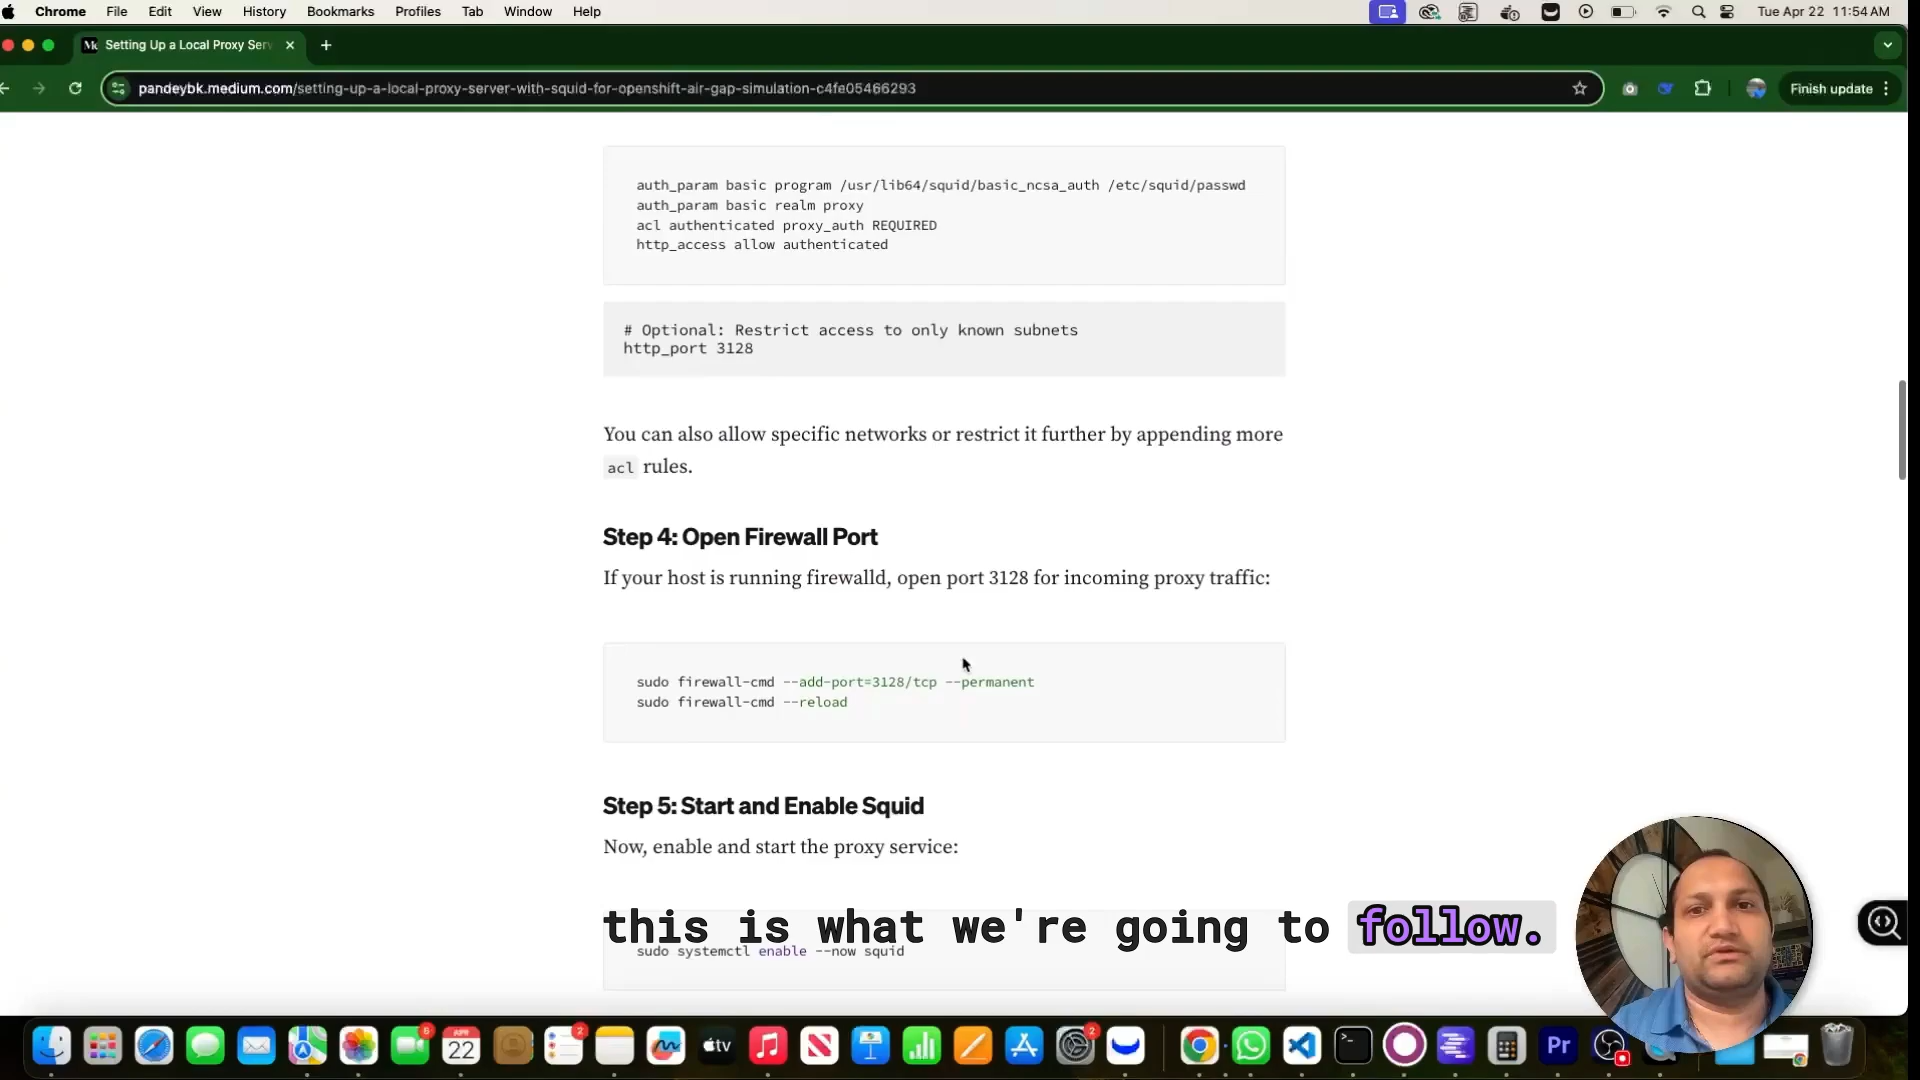 Chrome File Edit View History Bookmarks Profiles Tab Window Help Tue Apr 22 11:54 AM
Setting Up a Local Proxy Serv
pandeybk.medium.com/setting-up-a-local-proxy-server-with-squid-for-openshift-air-gap-simulation-c4fe05466293 Finish update
auth_param basic program /usr/lib64/squid/basic_ncsa_auth /etc/squid/passwd
auth_param basic realm proxy
acl authenticated proxy_auth REQUIRED
http_access allow authenticated
# Optional: Restrict access to only known subnets
http_port 3128
You can also allow specific networks or restrict it further by appending more
acl rules.
Step 4: Open Firewall Port
If your host is running firewalld, open port 3128 for incoming proxy traffic:
sudo firewall-cmd --add-port=3128/tcp --permanent
sudo firewall-cmd --reload
Step 5: Start and Enable Squid
Now, enable and start the proxy service:
this is what we're going to follow.
sudo systemctl enable --now squid
6
APR
22
2
tv
2
Pr